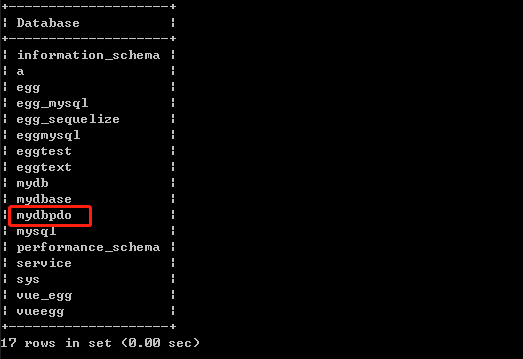 +--------------------+
| Database           |
+--------------------+
| information_schema |
| a                  |
| egg                |
| egg_mysql          |
| egg_sequelize      |
| eggmysql           |
| eggtest            |
| eggtext            |
| mydb               |
| mydbase            |
| mydbpdo            |
| mysql              |
| performance_schema |
| service            |
| sys                |
| vue_egg            |
| vueegg             |
+--------------------+
17 rows in set (0.00 sec)